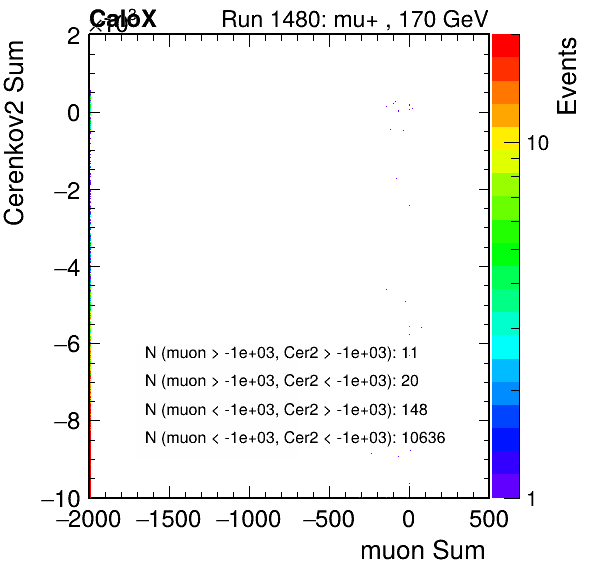 CaloX Run 1480: mu+ , 170 GeV
×10³
Cerenkov2 Sum
2
0
−2
−4
−6
−8
−10
N (muon > -1e+03, Cer2 > -1e+03): 11
N (muon > -1e+03, Cer2 < -1e+03): 20
N (muon < -1e+03, Cer2 > -1e+03): 148
N (muon < -1e+03, Cer2 < -1e+03): 10636
−2000 −1500 −1000 −500 0 500
muon Sum
Events
10
1